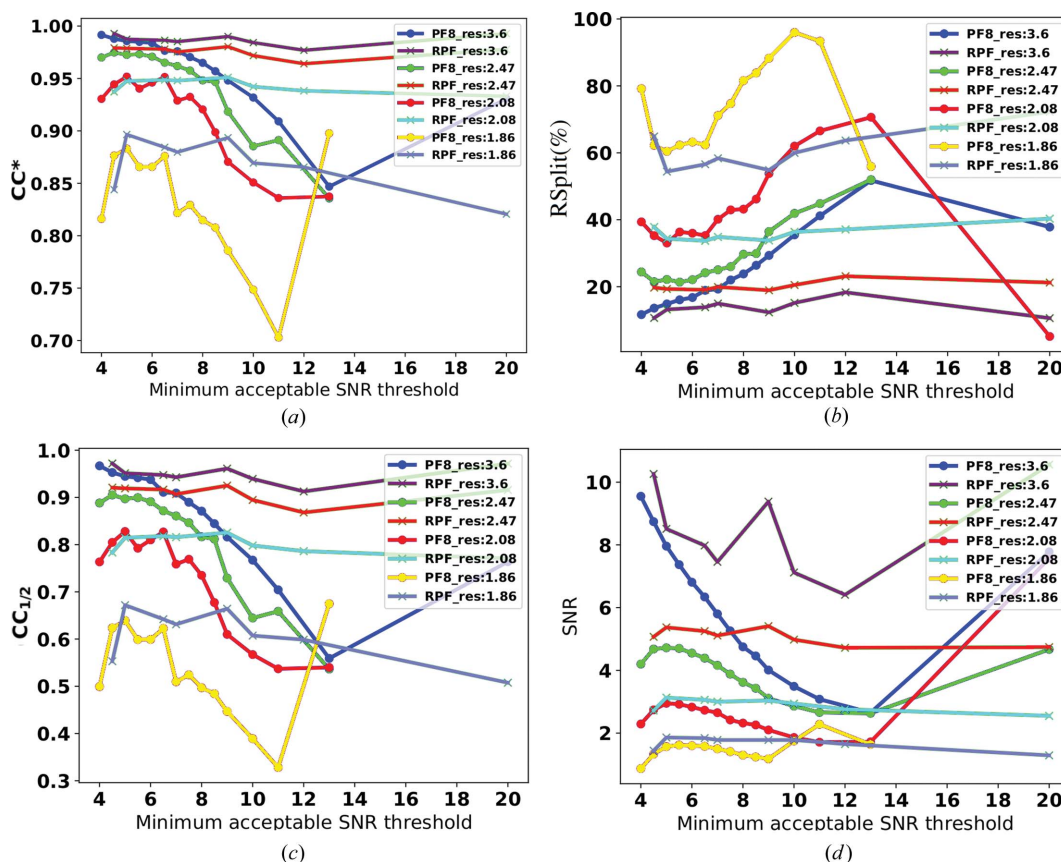 1.00
0.95
0.90
0.85
0.80
0.75
0.70
CC*
4 6 8 10 12 14 16 18 20
Minimum acceptable SNR threshold
PF8_res:3.6
RPF_res:3.6
PF8_res:2.47
RPF_res:2.47
PF8_res:2.08
RPF_res:2.08
PF8_res:1.86
RPF_res:1.86
(a)
100
80
60
40
20
RSplit(%)
4 6 8 10 12 14 16 18 20
Minimum acceptable SNR threshold
PF8_res:3.6
RPF_res:3.6
PF8_res:2.47
RPF_res:2.47
PF8_res:2.08
RPF_res:2.08
PF8_res:1.86
RPF_res:1.86
(b)
1.0
0.9
0.8
0.7
0.6
0.5
0.4
0.3
CC1/2
4 6 8 10 12 14 16 18 20
Minimum acceptable SNR threshold
PF8_res:3.6
RPF_res:3.6
PF8_res:2.47
RPF_res:2.47
PF8_res:2.08
RPF_res:2.08
PF8_res:1.86
RPF_res:1.86
(c)
10
8
6
4
2
SNR
4 6 8 10 12 14 16 18 20
Minimum acceptable SNR threshold
PF8_res:3.6
RPF_res:3.6
PF8_res:2.47
RPF_res:2.47
PF8_res:2.08
RPF_res:2.08
PF8_res:1.86
RPF_res:1.86
(d)